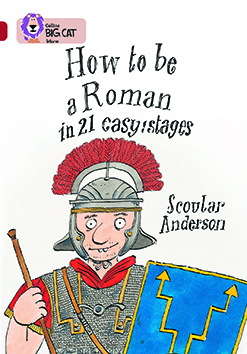 Collins
BIG CAT
How to be
a Roman
in 21 easy stages
Scoular
Anderson